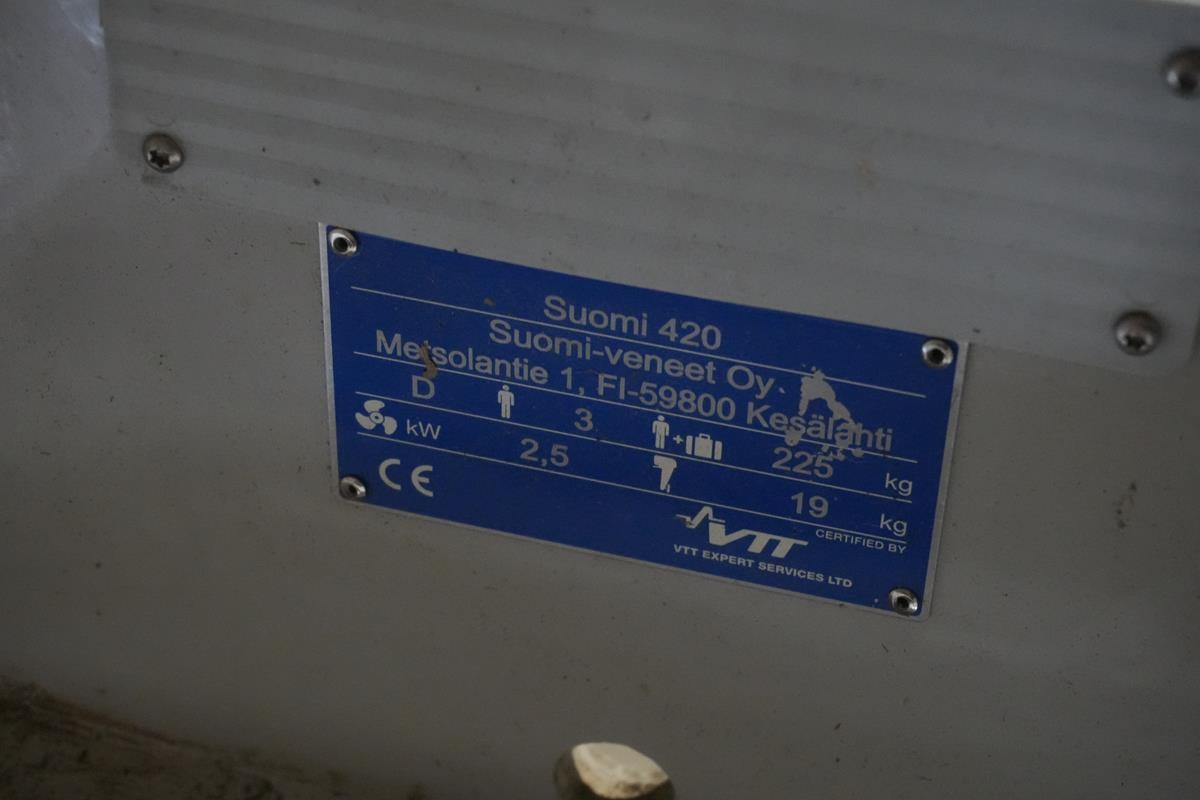 Suomi 420
Suomi-veneet Oy
Metsolantie 1, FI-59800 Kesälahti
D 3 + 225 kg
kW 2,5 19 kg
CE CERTIFIED BY
VTT
VTT EXPERT SERVICES LTD